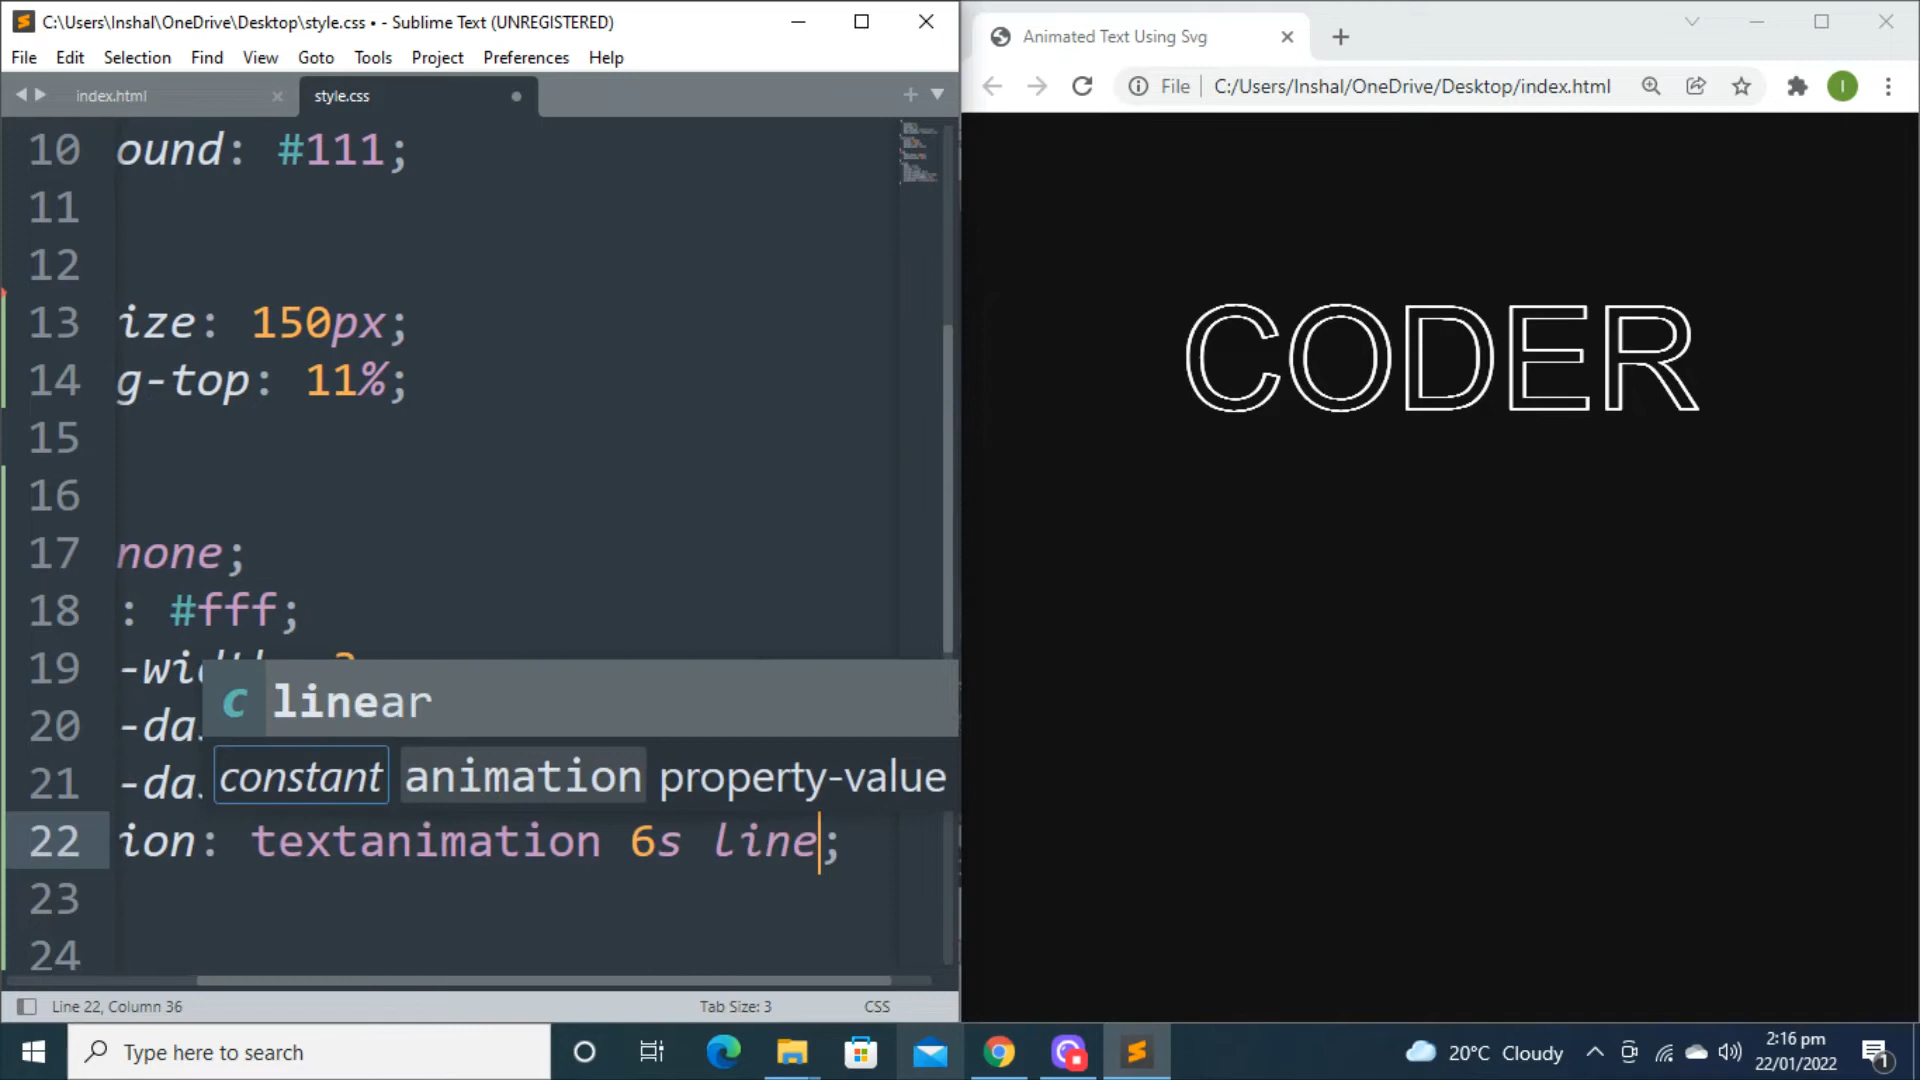 C:\Users\Inshal\OneDrive\Desktop\style.css • - Sublime Text (UNREGISTERED)
File Edit Selection Find View Goto Tools Project Preferences Help
index.html
style.css
10 ound: #111;
11
12
13 ize: 150px;
14 g-top: 11%;
15
16
17 none;
18 : #fff;
19 -wi
20 -da
21 -da
c linear
constant animation property-value
22 ion: textanimation 6s line;
23
24
Line 22, Column 36
Tab Size: 3
CSS
Animated Text Using Svg
File C:/Users/Inshal/OneDrive/Desktop/index.html
I
CODER
Type here to search
20°C Cloudy
2:16 pm
22/01/2022
1